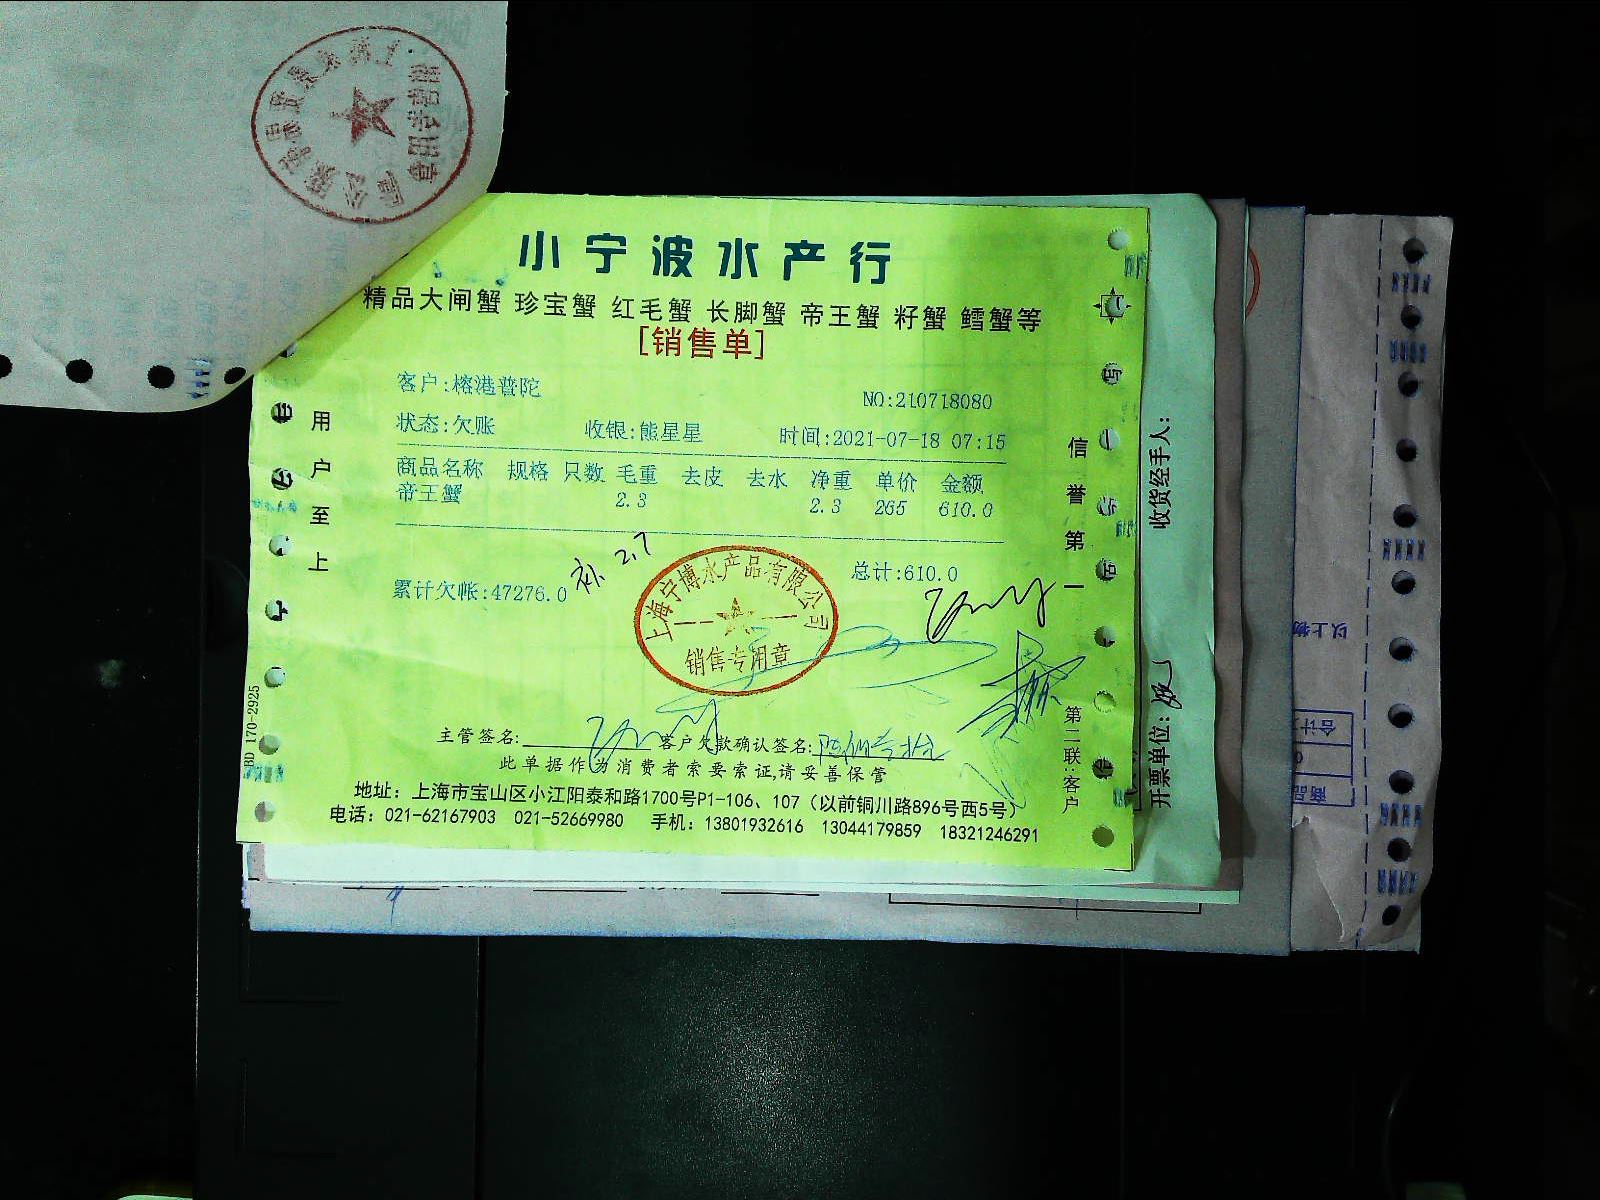 小宁波水产行
精品大闸蟹 珍宝蟹 红毛蟹 长脚蟹 帝王蟹 籽蟹 鳕蟹等
[销售单]
客户:榕港普陀
NO:210718080
状态:欠账 收银:熊星星 时间:2021-07-18 07:15
商品名称 规格 只数 毛重 去皮 去水 净重 单价 金额
帝王蟹 2.3 2.3 265 610.0
补 2.7
累计欠帐:47276.0
总计:610.0
上海宁博水产品有限公司
销售专用章
主管签名: 客户欠款确认签名:
此单据作为消费者索要索证,请妥善保管
地址：上海市宝山区小江阳泰和路1700号P1-106、107（以前铜川路896号西5号）
电话：021-62167903 021-52669980 手机：13801932616 13044179859 18321246291
用户至上
信誉第一
第二联:客户
BD 170-2925
收货经手人：
开票单位:
以上物
合计
商品